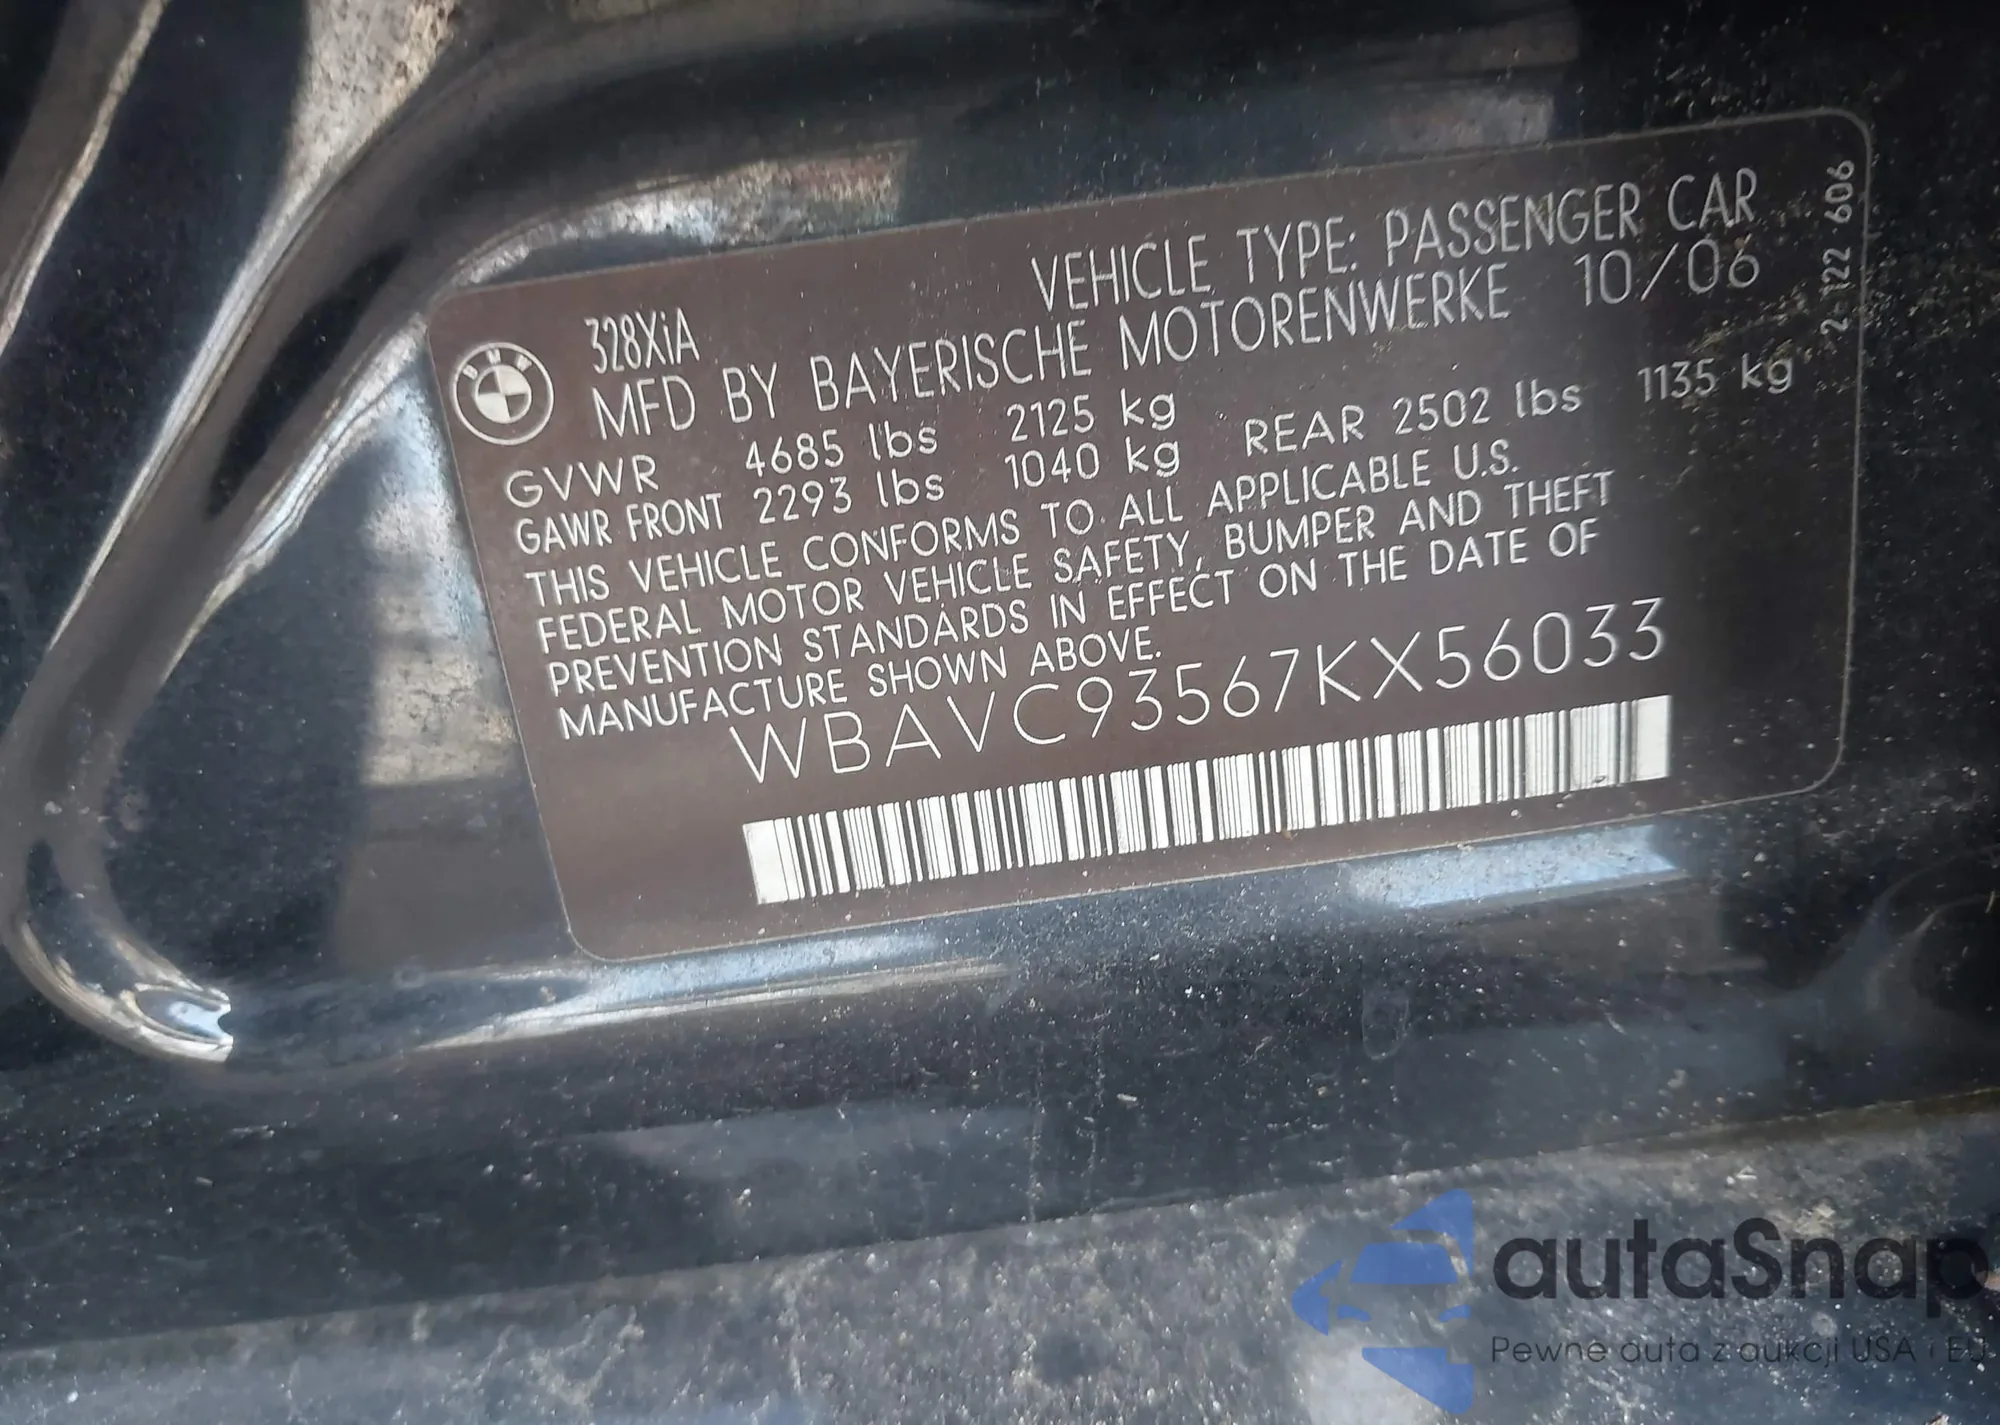 BMW
328XiA
VEHICLE TYPE: PASSENGER CAR
MFD BY BAYERISCHE MOTORENWERKE 10/06
GVWR 4685 lbs 2125 kg
GAWR FRONT 2293 lbs 1040 kg REAR 2502 lbs 1135 kg
THIS VEHICLE CONFORMS TO ALL APPLICABLE U.S.
FEDERAL MOTOR VEHICLE SAFETY, BUMPER AND THEFT
PREVENTION STANDARDS IN EFFECT ON THE DATE OF
MANUFACTURE SHOWN ABOVE.
WBAVC93567KX56033
2-122 606
autaSnap
Pewne auta z aukcji USA i EU